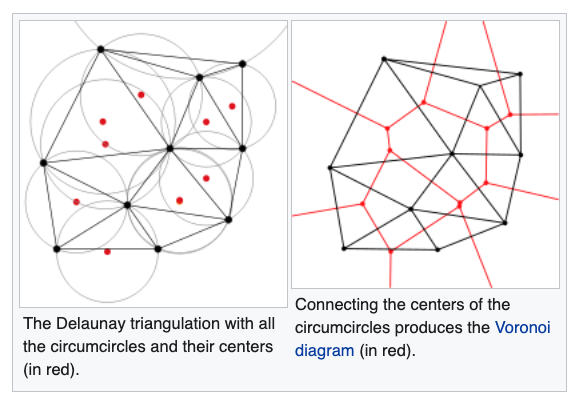 The Delaunay triangulation with all
the circumcircles and their centers
(in red).
Connecting the centers of the
circumcircles produces the Voronoi
diagram (in red).